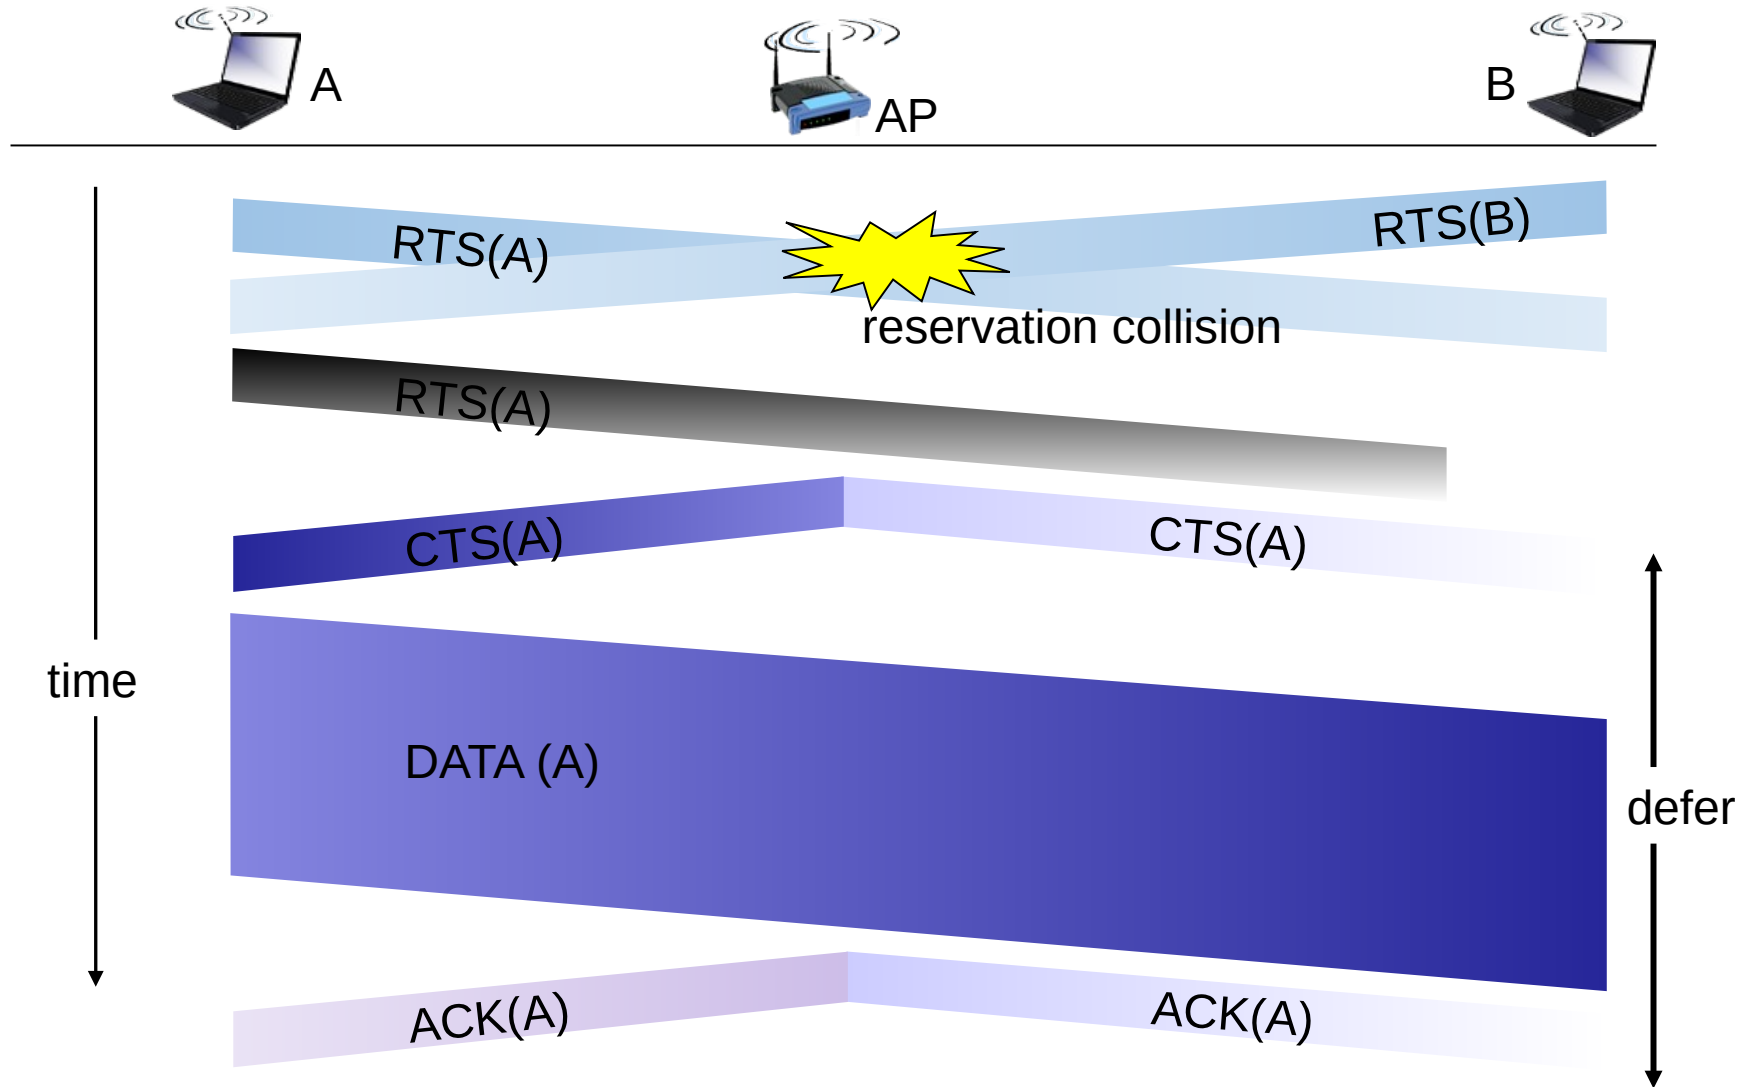 A
AP
B
RTS(A)
RTS(B)
reservation collision
RTS(A)
CTS(A)
CTS(A)
time
DATA (A)
defer
ACK(A)
ACK(A)